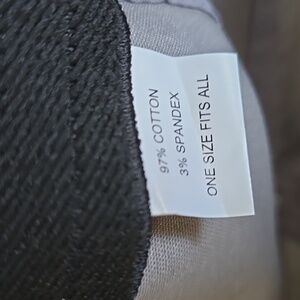 97% COTTON
3% SPANDEX
ONE SIZE FITS ALL